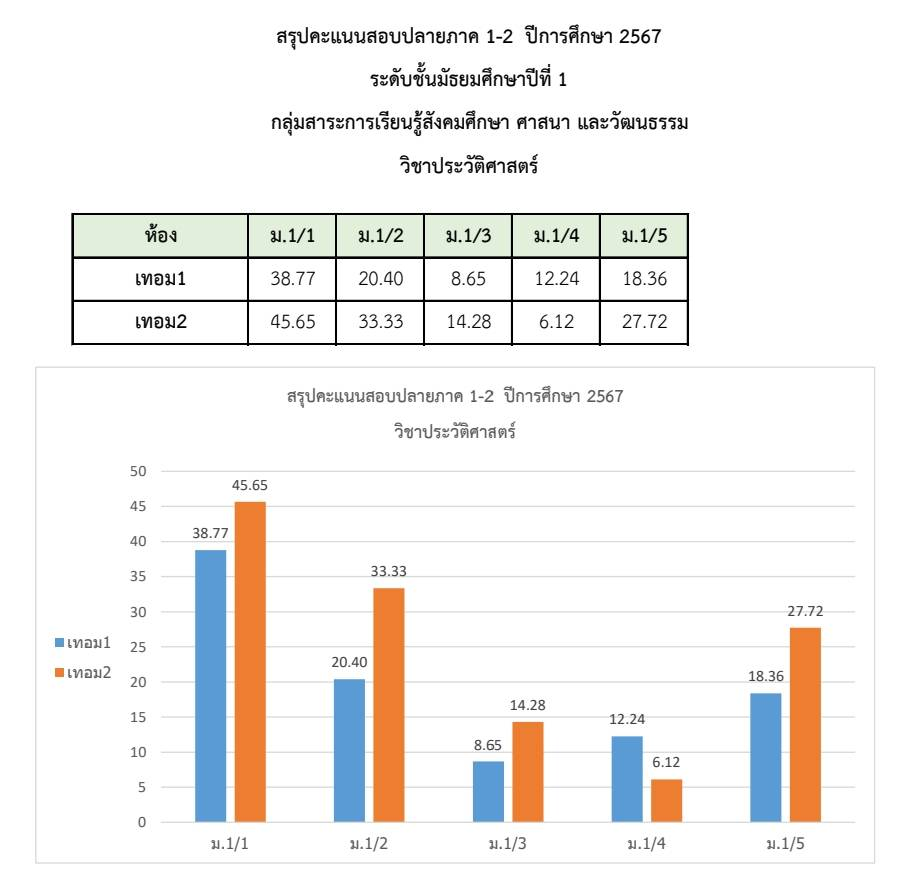 สรุปคะแนนสอบปลายภาค 1-2 ปีการศึกษา 2567
ระดับชั้นมัธยมศึกษาปีที่ 1
กลุ่มสาระการเรียนรู้สังคมศึกษา ศาสนา และวัฒนธรรม
วิชาประวัติศาสตร์
ห้อง ม.1/1 ม.1/2 ม.1/3 ม.1/4 ม.1/5
เทอม1 38.77 20.40 8.65 12.24 18.36
เทอม2 45.65 33.33 14.28 6.12 27.72
สรุปคะแนนสอบปลายภาค 1-2 ปีการศึกษา 2567
วิชาประวัติศาสตร์
50
45.65
45
40
38.77
35
33.33
30
27.72
เทอม1
25
เทอม2
20
20.40
18.36
15
14.28
12.24
10
8.65
6.12
5
0
ม.1/1 ม.1/2 ม.1/3 ม.1/4 ม.1/5